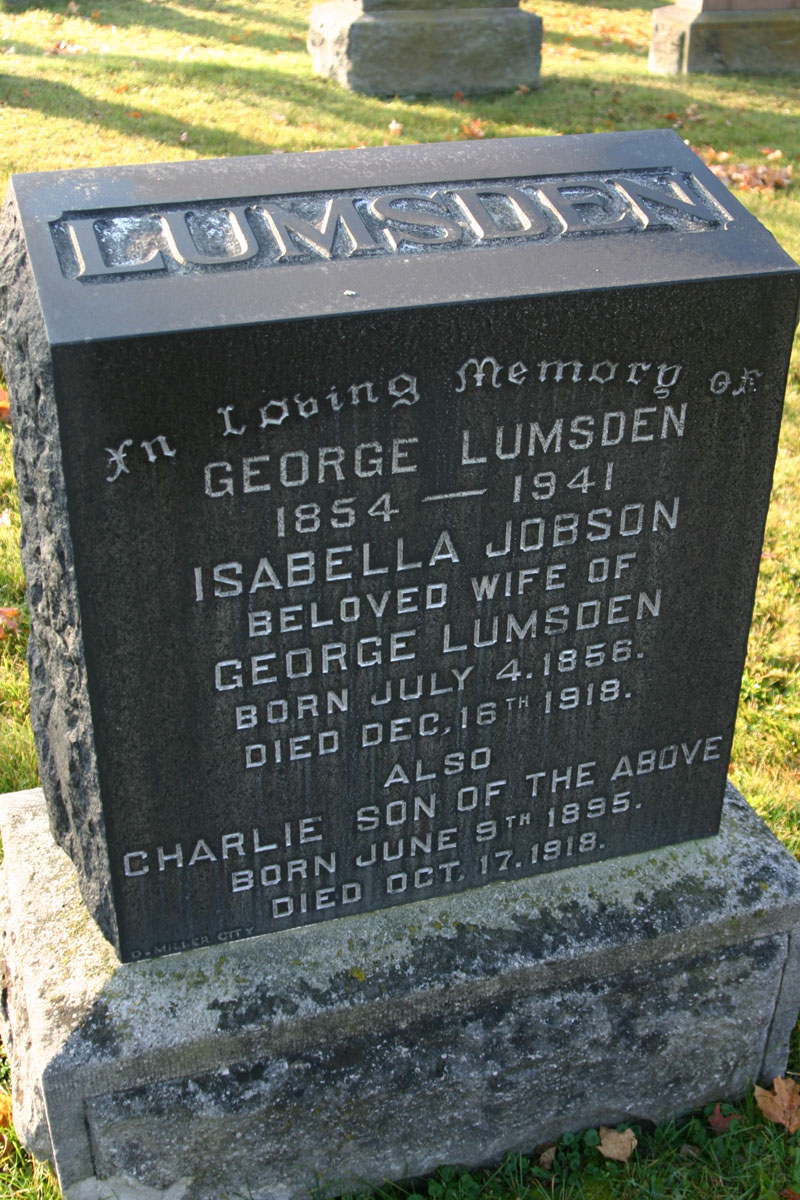 LUMSDEN
In Loving Memory of
GEORGE LUMSDEN
1854 — 1941
ISABELLA JOBSON
BELOVED WIFE OF
GEORGE LUMSDEN
BORN JULY 4. 1856.
DIED DEC. 16TH 1918.
ALSO
CHARLIE SON OF THE ABOVE
BORN JUNE 9TH 1895.
DIED OCT. 17. 1918.
MILLER CITY